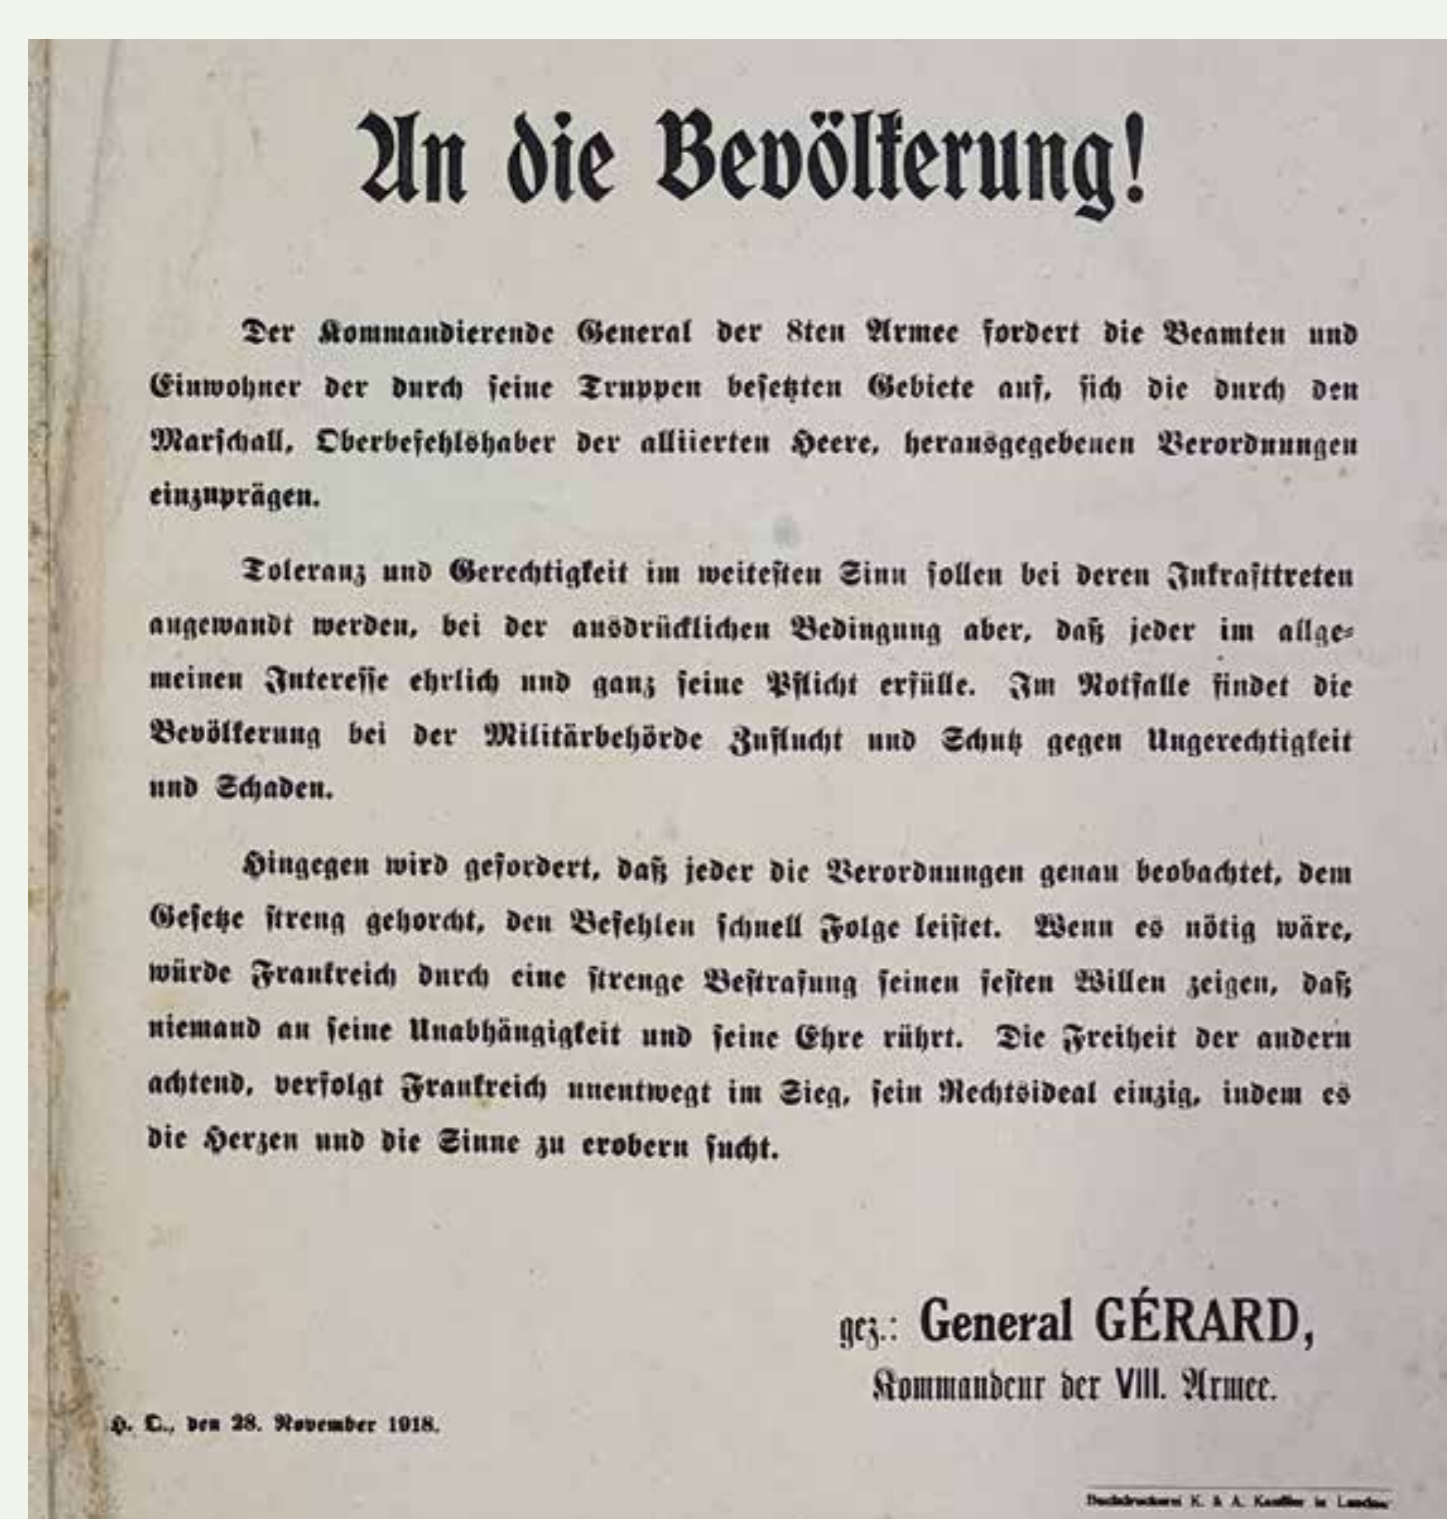 An die Bevölkerung!
Der Kommandierende General der 8ten Armee fordert die Beamten und
Einwohner der durch seine Truppen besetzten Gebiete auf, sich die durch den
Marschall, Oberbefehlshaber der alliierten Heere, herausgegebenen Verordnungen
einzuprägen.
Toleranz und Gerechtigkeit im weitesten Sinn sollen bei deren Inkrafttreten
angewandt werden, bei der ausdrücklichen Bedingung aber, daß jeder im allge-
meinen Interesse ehrlich und ganz seine Pflicht erfülle. Im Notfalle findet die
Bevölkerung bei der Militärbehörde Zuflucht und Schutz gegen Ungerechtigkeit
und Schaden.
Hingegen wird gefordert, daß jeder die Verordnungen genau beobachtet, dem
Gesetze streng gehorcht, den Befehlen schnell Folge leistet. Wenn es nötig wäre,
würde Frankreich durch eine strenge Bestrafung seinen festen Willen zeigen, daß
niemand an seine Unabhängigkeit und seine Ehre rührt. Die Freiheit der andern
achtend, verfolgt Frankreich unentwegt im Sieg, sein Rechtsideal einzig, indem es
die Herzen und die Sinne zu erobern sucht.
gez.: General GÉRARD,
Kommandeur der VIII. Armee.
H. Q., den 28. November 1918.
Buchdruckerei K. & A. Kaußler in Landau